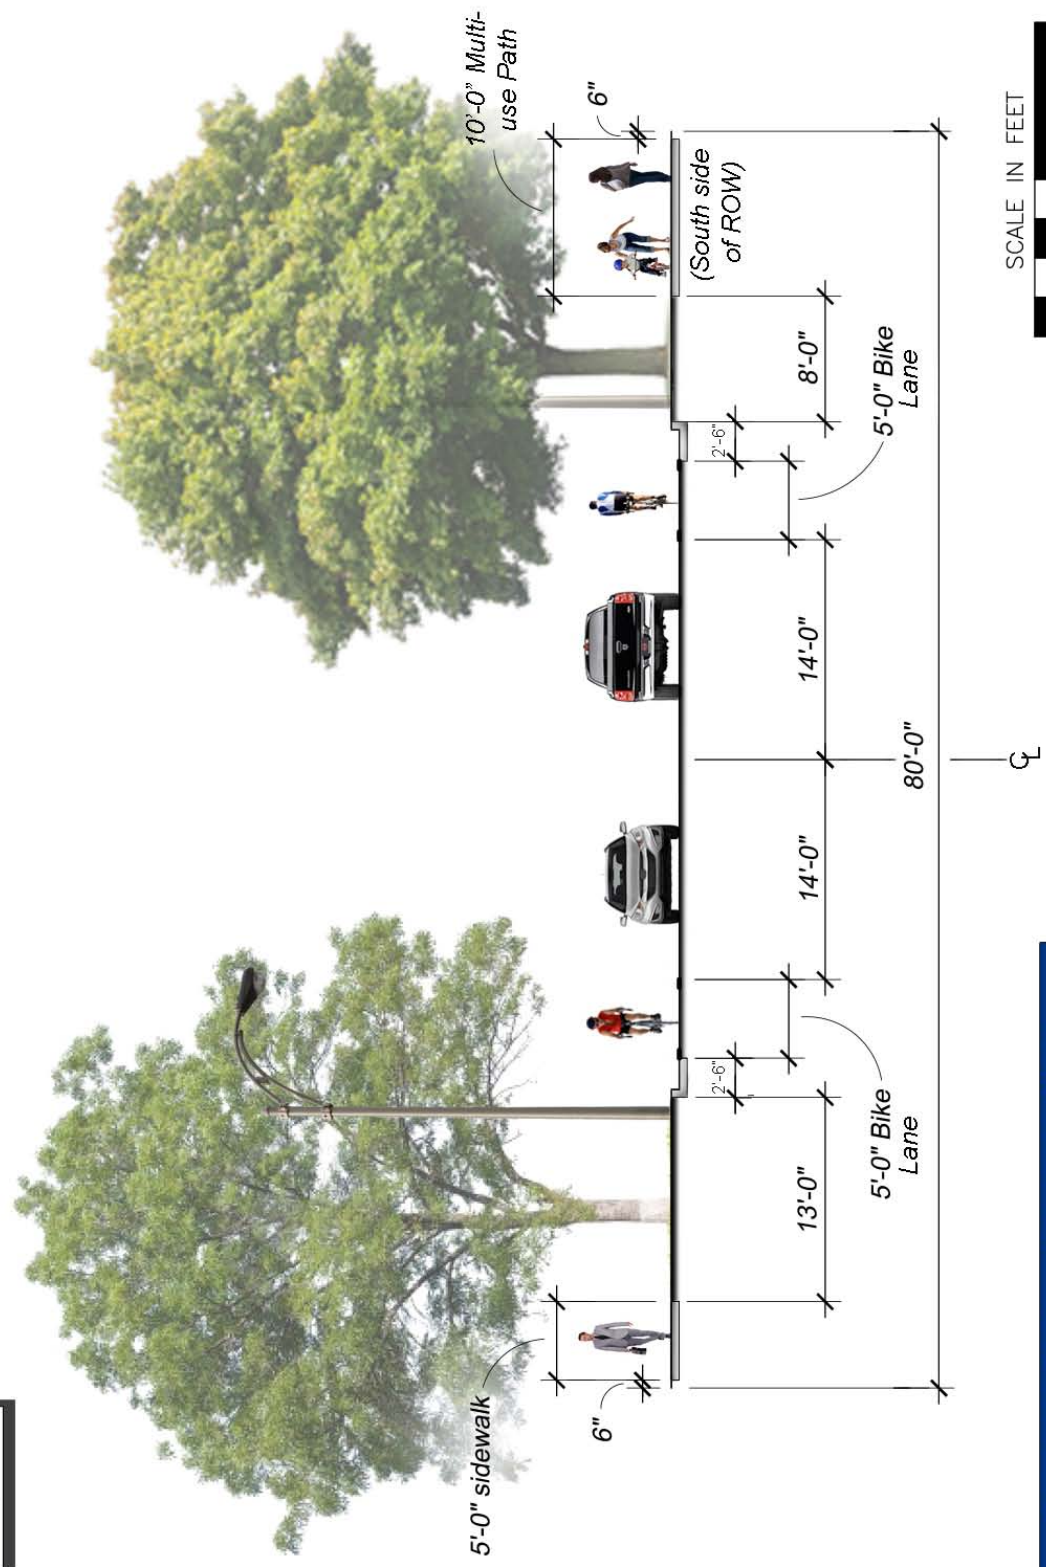 10'-0" Multi-
use Path
5'-0" sidewalk
6"
6"
(South side
of ROW)
2'-6"
2'-6"
13'-0"
14'-0"
14'-0"
8'-0"
5'-0" Bike
Lane
5'-0" Bike
Lane
80'-0"
CL
SCALE IN FEET